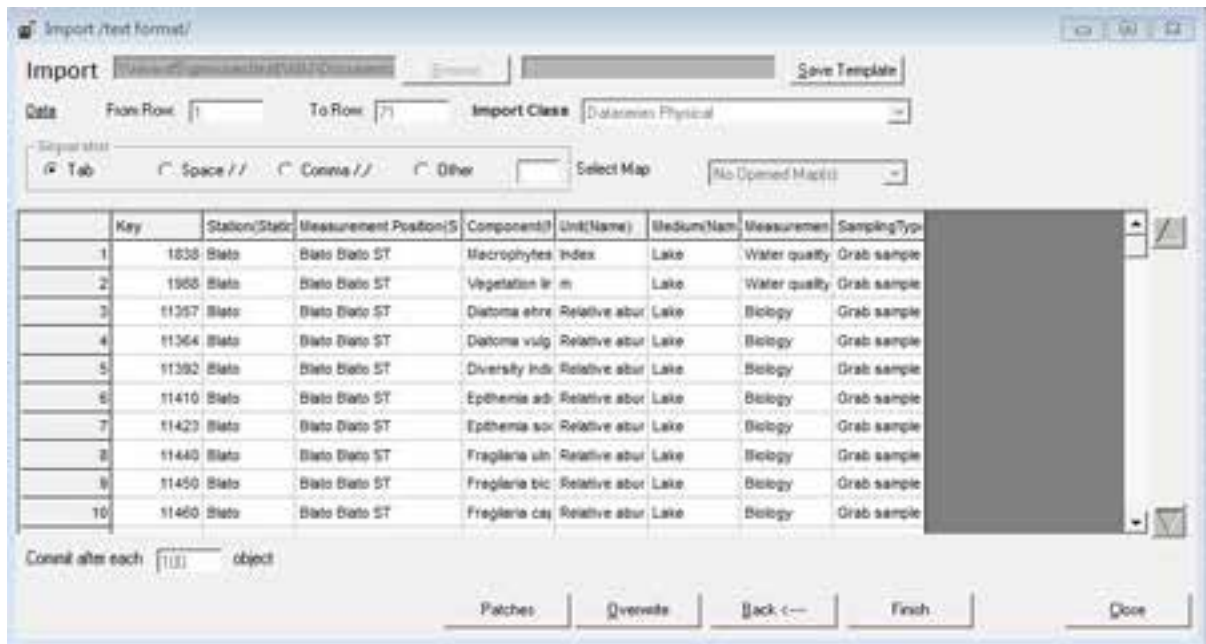 Import /text format/
Import Browse Save Template
Data From Row: 1 To Row: 71 Import Class Dataseries Physical
Separator
Tab Space / / Comma / / Other Select Map No Opened Map(s)
Key Station(Static Measurement Position(S Unit(Name) Medium(Nam Measuremen SamplingType
1 1838 Blato Blato Blato ST Macrophytes Index Lake Water quality Grab sample
2 1988 Blato Blato Blato ST Vegetation lir m Lake Water quality Grab sample
3 11357 Blato Blato Blato ST Diatoma ehre Relative abur Lake Biology Grab sample
4 11364 Blato Blato Blato ST Diatoma vulg Relative abur Lake Biology Grab sample
5 11392 Blato Blato Blato ST Diversity Inde Relative abur Lake Biology Grab sample
6 11410 Blato Blato Blato ST Epithemia ad Relative abur Lake Biology Grab sample
7 11423 Blato Blato Blato ST Epithemia sor Relative abur Lake Biology Grab sample
8 11440 Blato Blato Blato ST Fragilaria uln Relative abur Lake Biology Grab sample
9 11450 Blato Blato Blato ST Fragilaria bic Relative abur Lake Biology Grab sample
10 11460 Blato Blato Blato ST Fragilaria cap Relative abur Lake Biology Grab sample
Commit after each 100 object
Patches Overwrite Back <--- Finish Close